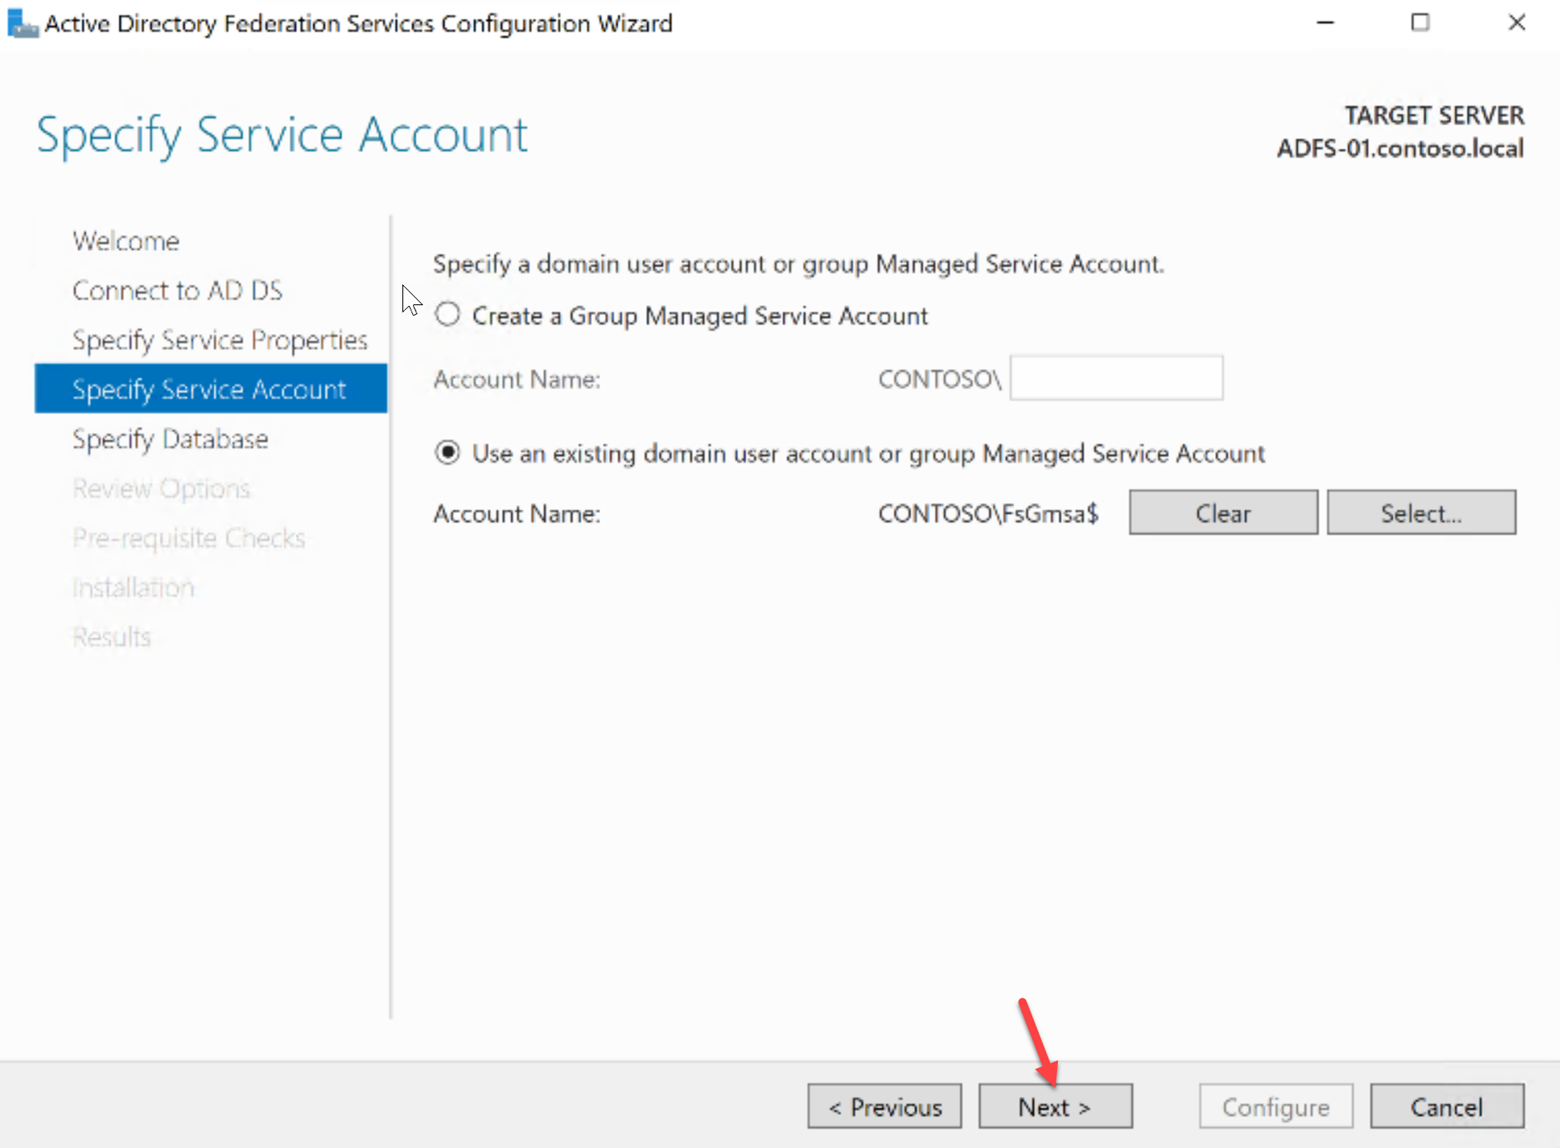 Active Directory Federation Services Configuration Wizard
Specify Service Account
TARGET SERVER
ADFS-01.contoso.local
Welcome
Connect to AD DS
Specify Service Properties
Specify Service Account
Specify Database
Review Options
Pre-requisite Checks
Installation
Results
Specify a domain user account or group Managed Service Account.
Create a Group Managed Service Account
Account Name: CONTOSO\
Use an existing domain user account or group Managed Service Account
Account Name: CONTOSO\FsGmsa$ Clear Select...
< Previous Next > Configure Cancel